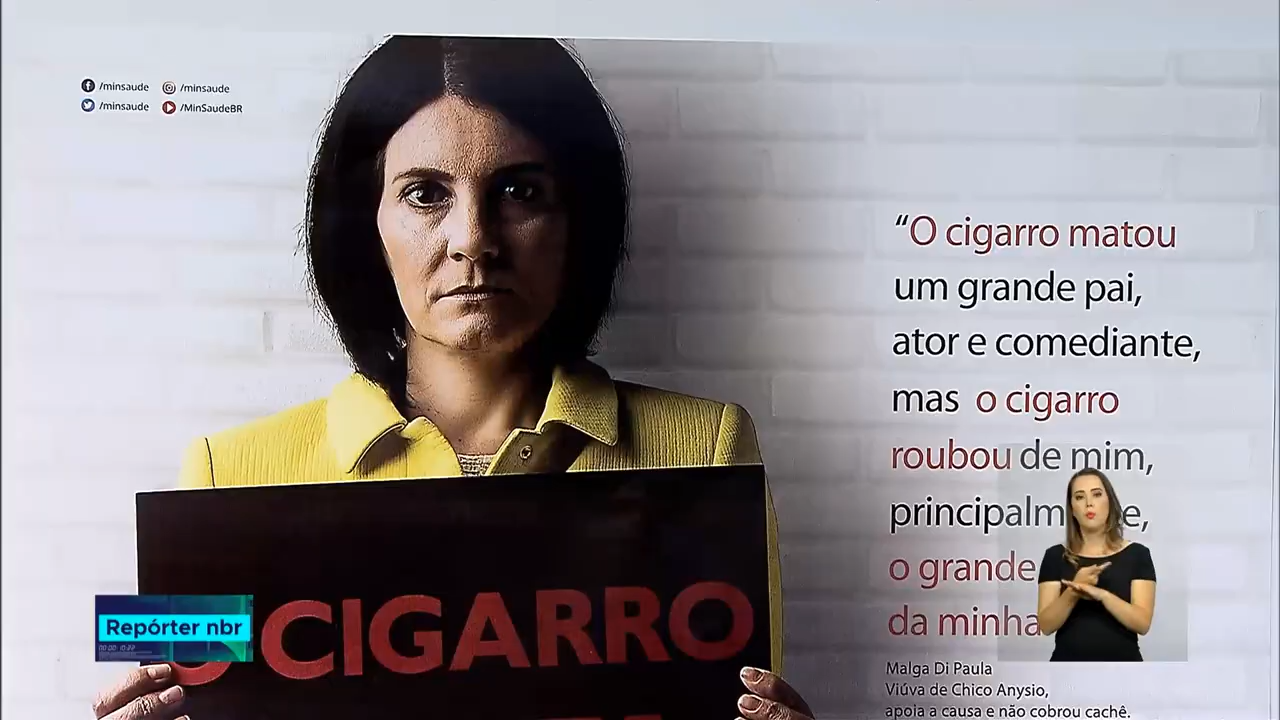 /minsaude /minsaude
/minsaude /MinSaudeBR
“O cigarro matou
um grande pai,
ator e comediante,
mas o cigarro
roubou de mim,
o grande
da minha
Malga Di Paula
Viúva de Chico Anysio,
apoia a causa e não cobrou cachê.
O CIGARRO
Repórter nbr